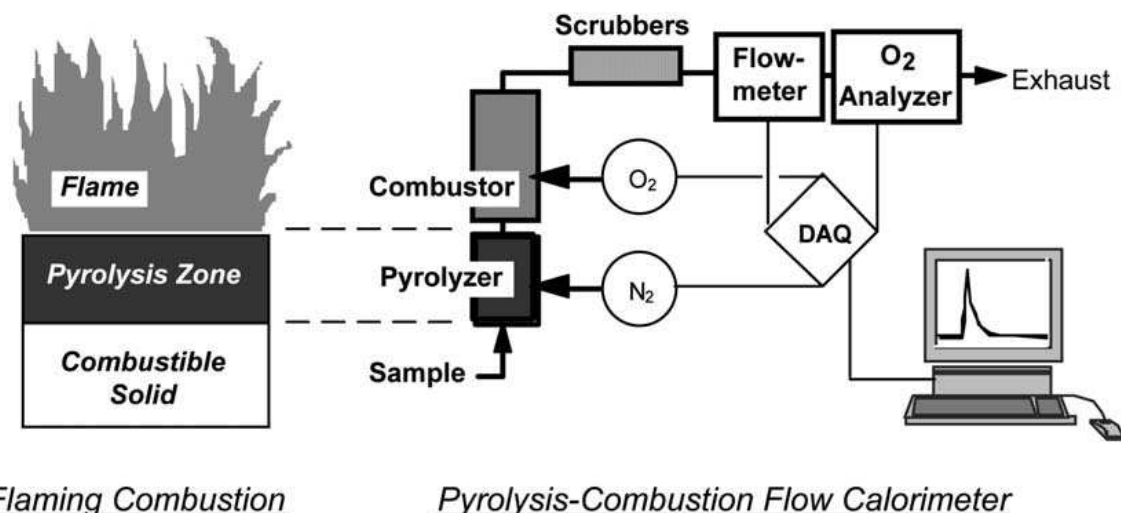 Flame
Pyrolysis Zone
Combustible
Solid
Scrubbers
Flow-
meter
O2
Analyzer
Exhaust
Combustor
O2
DAQ
Pyrolyzer
N2
Sample
Flaming Combustion
Pyrolysis-Combustion Flow Calorimeter